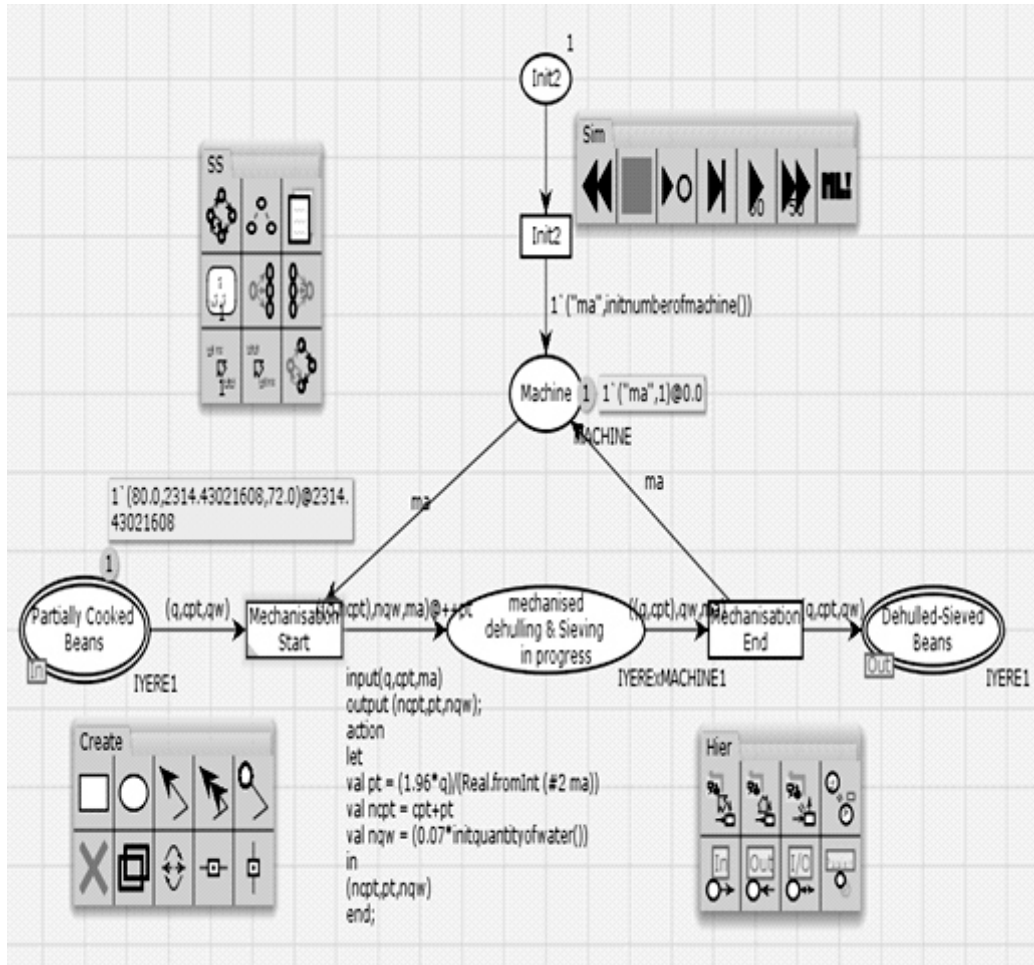 1
Init2
Sim
SS
Init2
1`("ma",initnumberofmachine())
Machine
1
1`("ma",1)@0.0
MACHINE
ma
ma
1`(80.0,2314.43021608,72.0)@2314.
43021608
1
Partially Cooked
Beans
In
IYERE1
(q,cpt,qw)
Mechanisation
Start
mechanised
dehulling & Sieving
in progress
IYERExMACHINE1
Mechanisation
End
(q,cpt,qw)
Dehulled-Sieved
Beans
Out
IYERE1
input(q,cpt,ma)
output (ncpt,pt,nqw);
action
let
val pt = (1.96*q)/(Real.fromInt (#2 ma))
val ncpt = cpt+pt
val nqw = (0.07*initquantityofwater())
in
(ncpt,pt,nqw)
end;
Create
Hier
In
Out
I/O